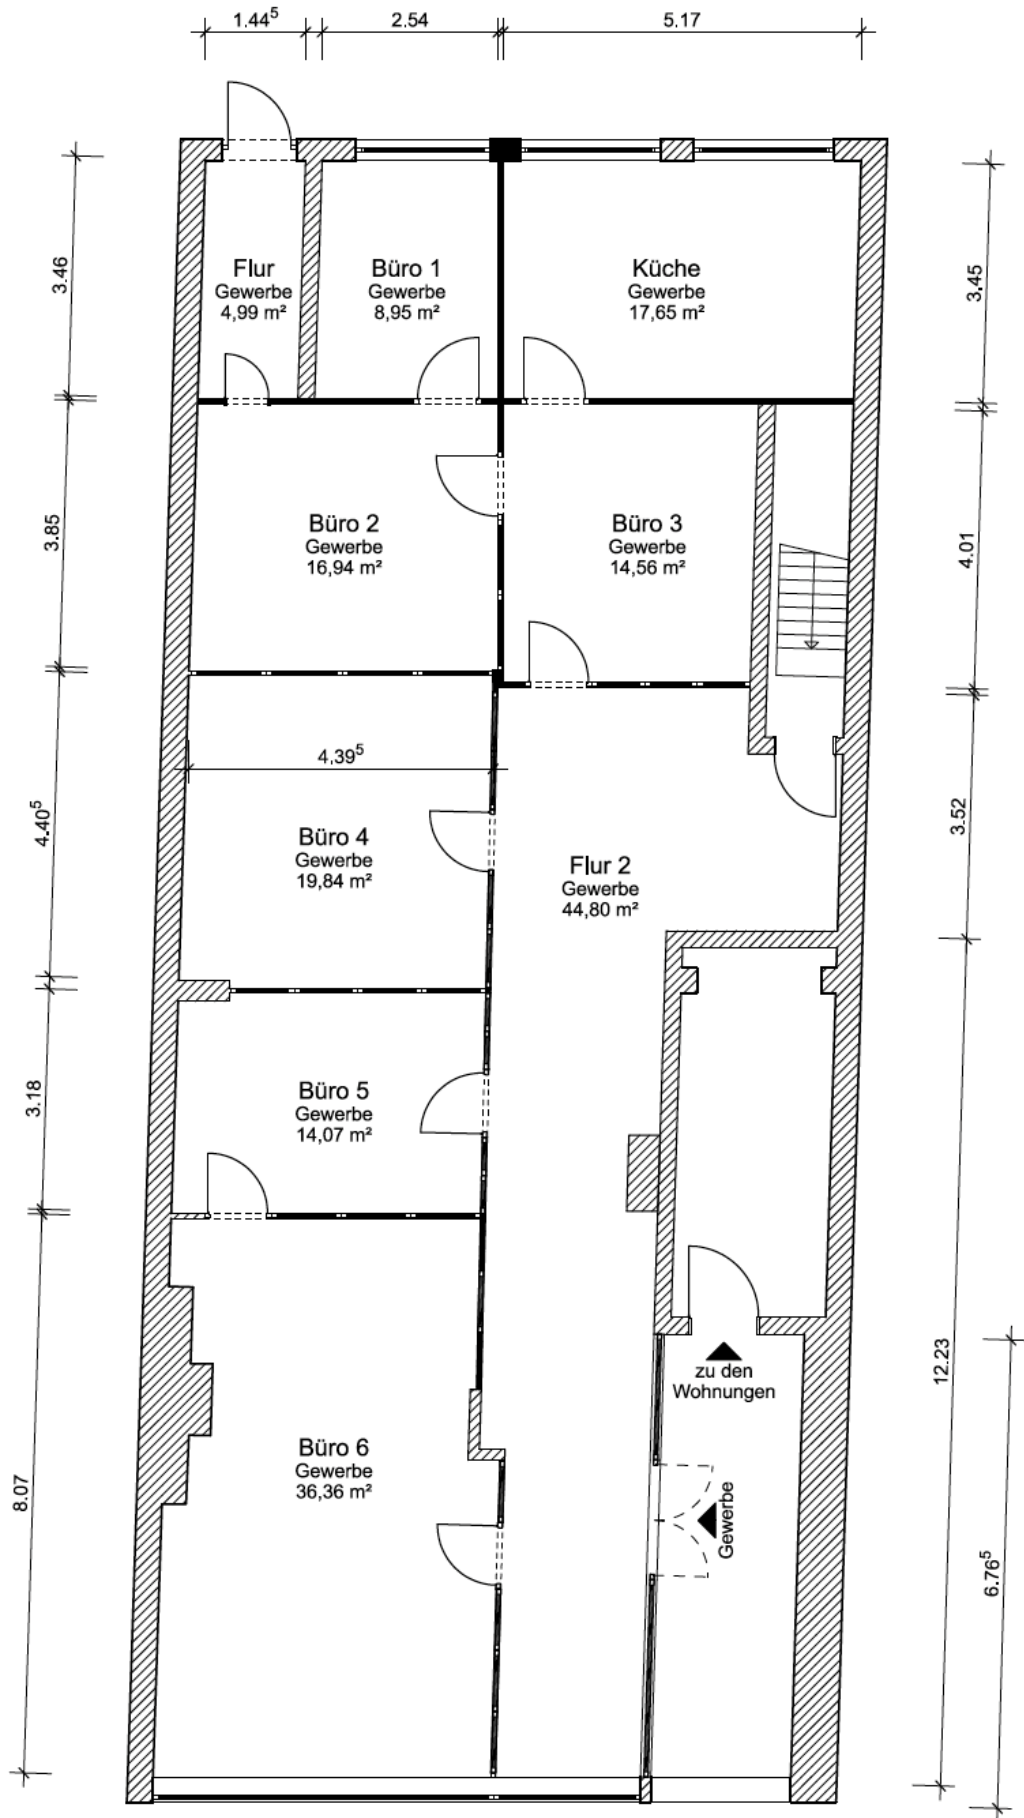 1.44⁵
2.54
5.17
3.46
3.45
Flur
Gewerbe
4,99 m²
Büro 1
Gewerbe
8,95 m²
Küche
Gewerbe
17,65 m²
3.85
4.01
Büro 2
Gewerbe
16,94 m²
Büro 3
Gewerbe
14,56 m²
4,39⁵
4.40⁵
3.52
Büro 4
Gewerbe
19,84 m²
Flur 2
Gewerbe
44,80 m²
3.18
Büro 5
Gewerbe
14,07 m²
12.23
zu den
Wohnungen
Büro 6
Gewerbe
36,36 m²
8.07
Gewerbe
6.76⁵